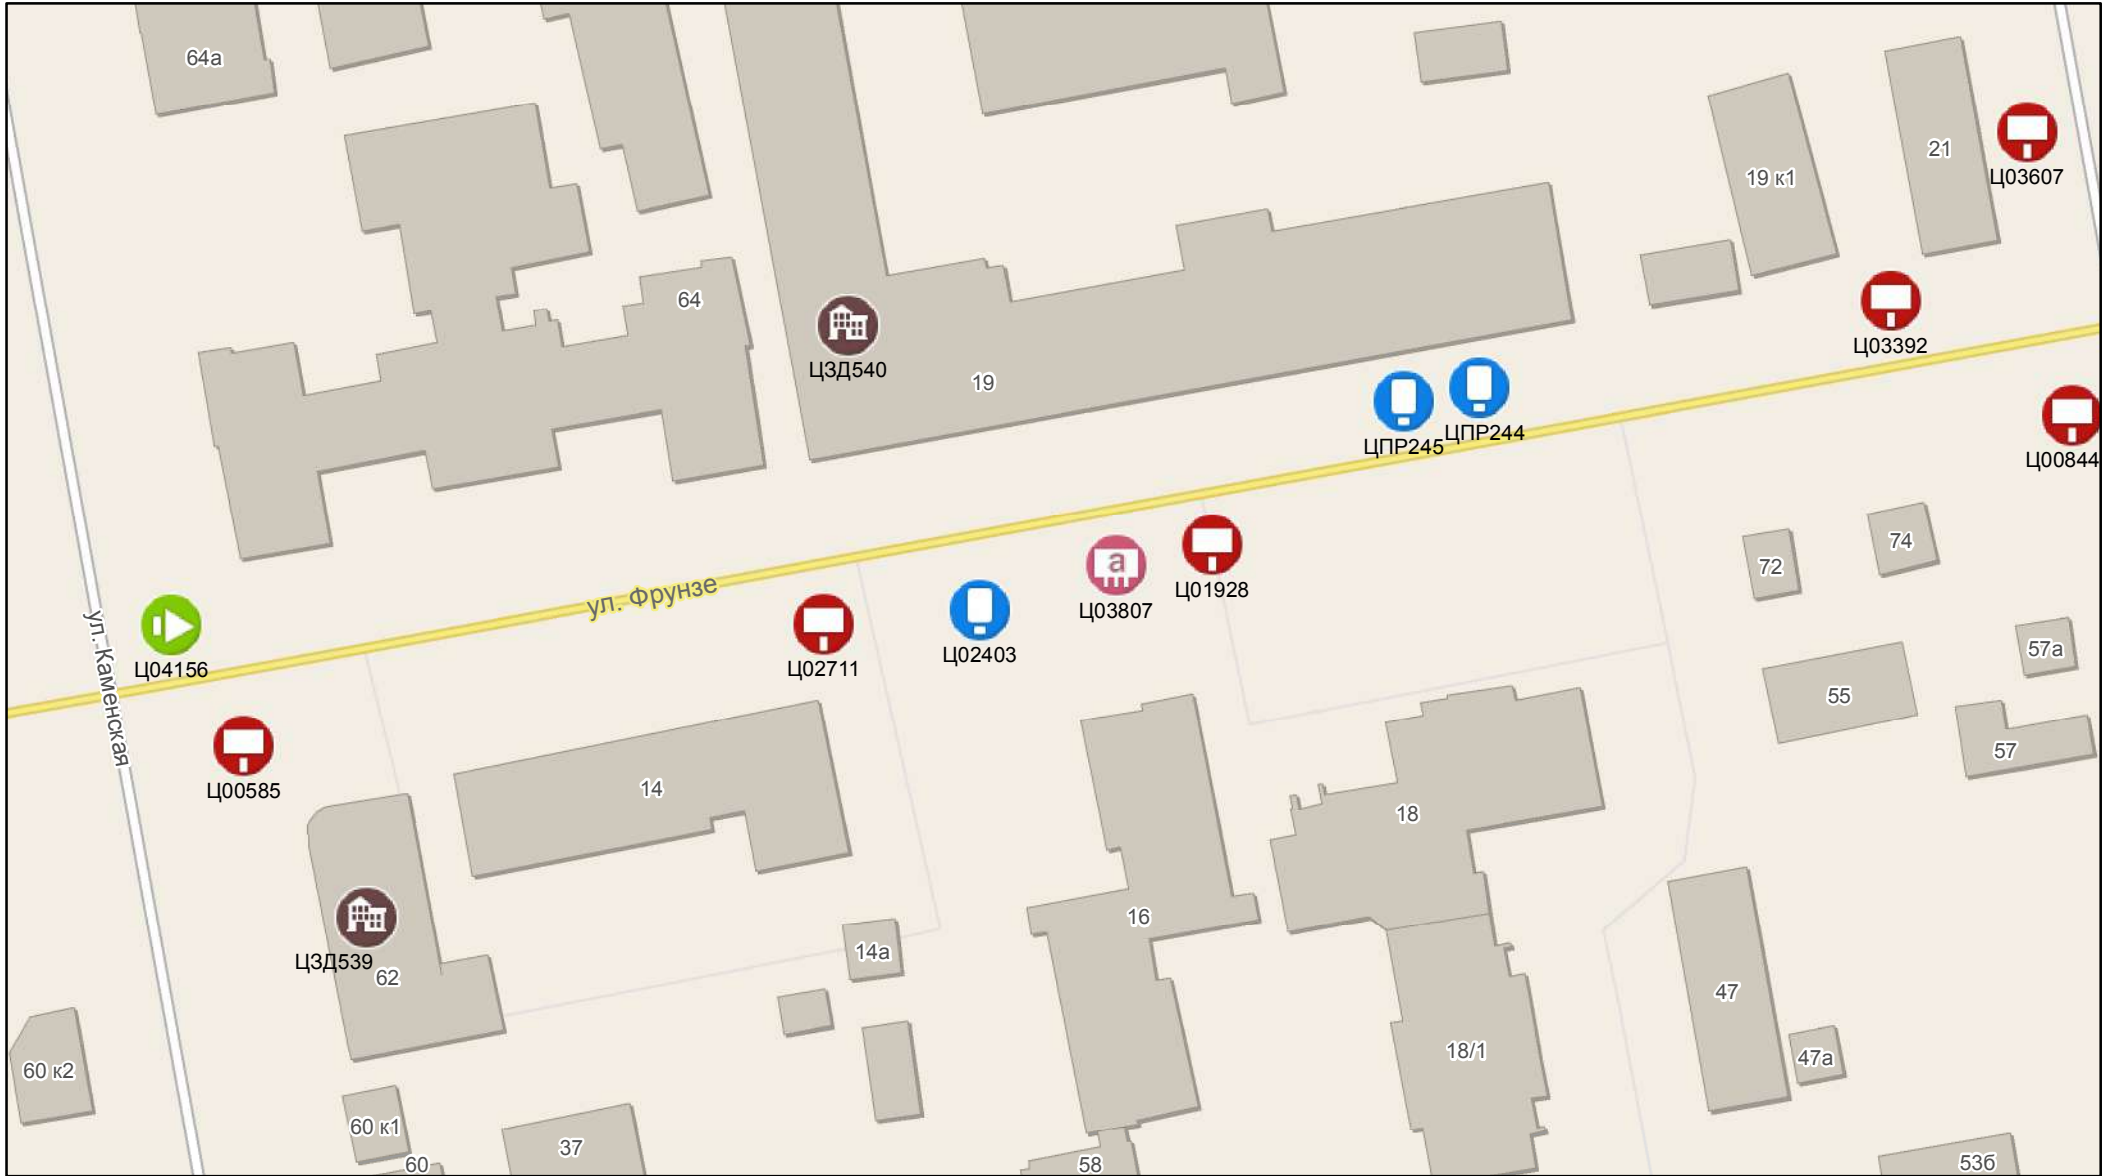 64а
21
Ц03607
19 к1
64
ЦЗД540
19
Ц03392
ЦПР245
ЦПР244
Ц00844
72
74
a
Ц01928
Ц03807
ул. Фрунзе
ул. Каменская
Ц04156
Ц02711
Ц02403
57а
55
57
Ц00585
14
18
16
ЦЗД539
62
14а
47
60 к2
18/1
47а
60 к1
37
60
58
53б